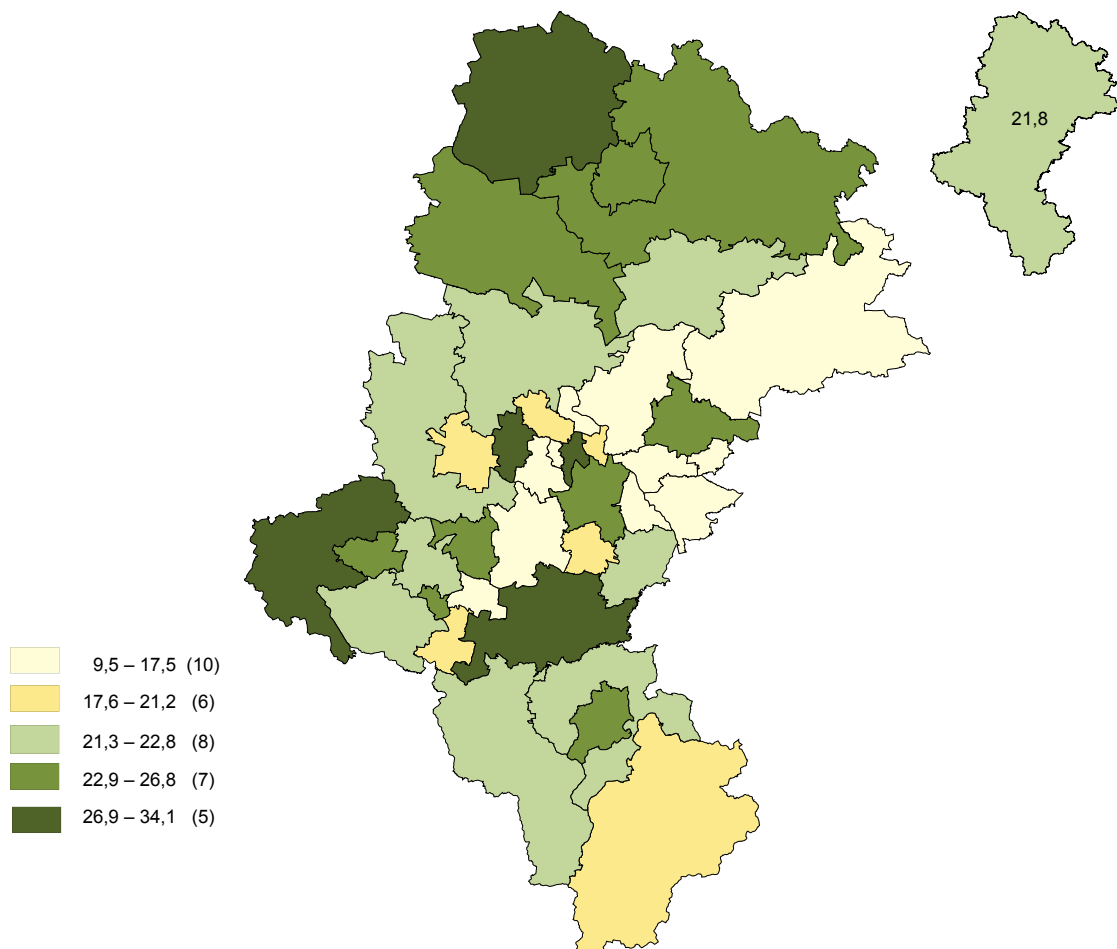 21,8
9,5 – 17,5 (10)
17,6 – 21,2 (6)
21,3 – 22,8 (8)
22,9 – 26,8 (7)
26,9 – 34,1 (5)